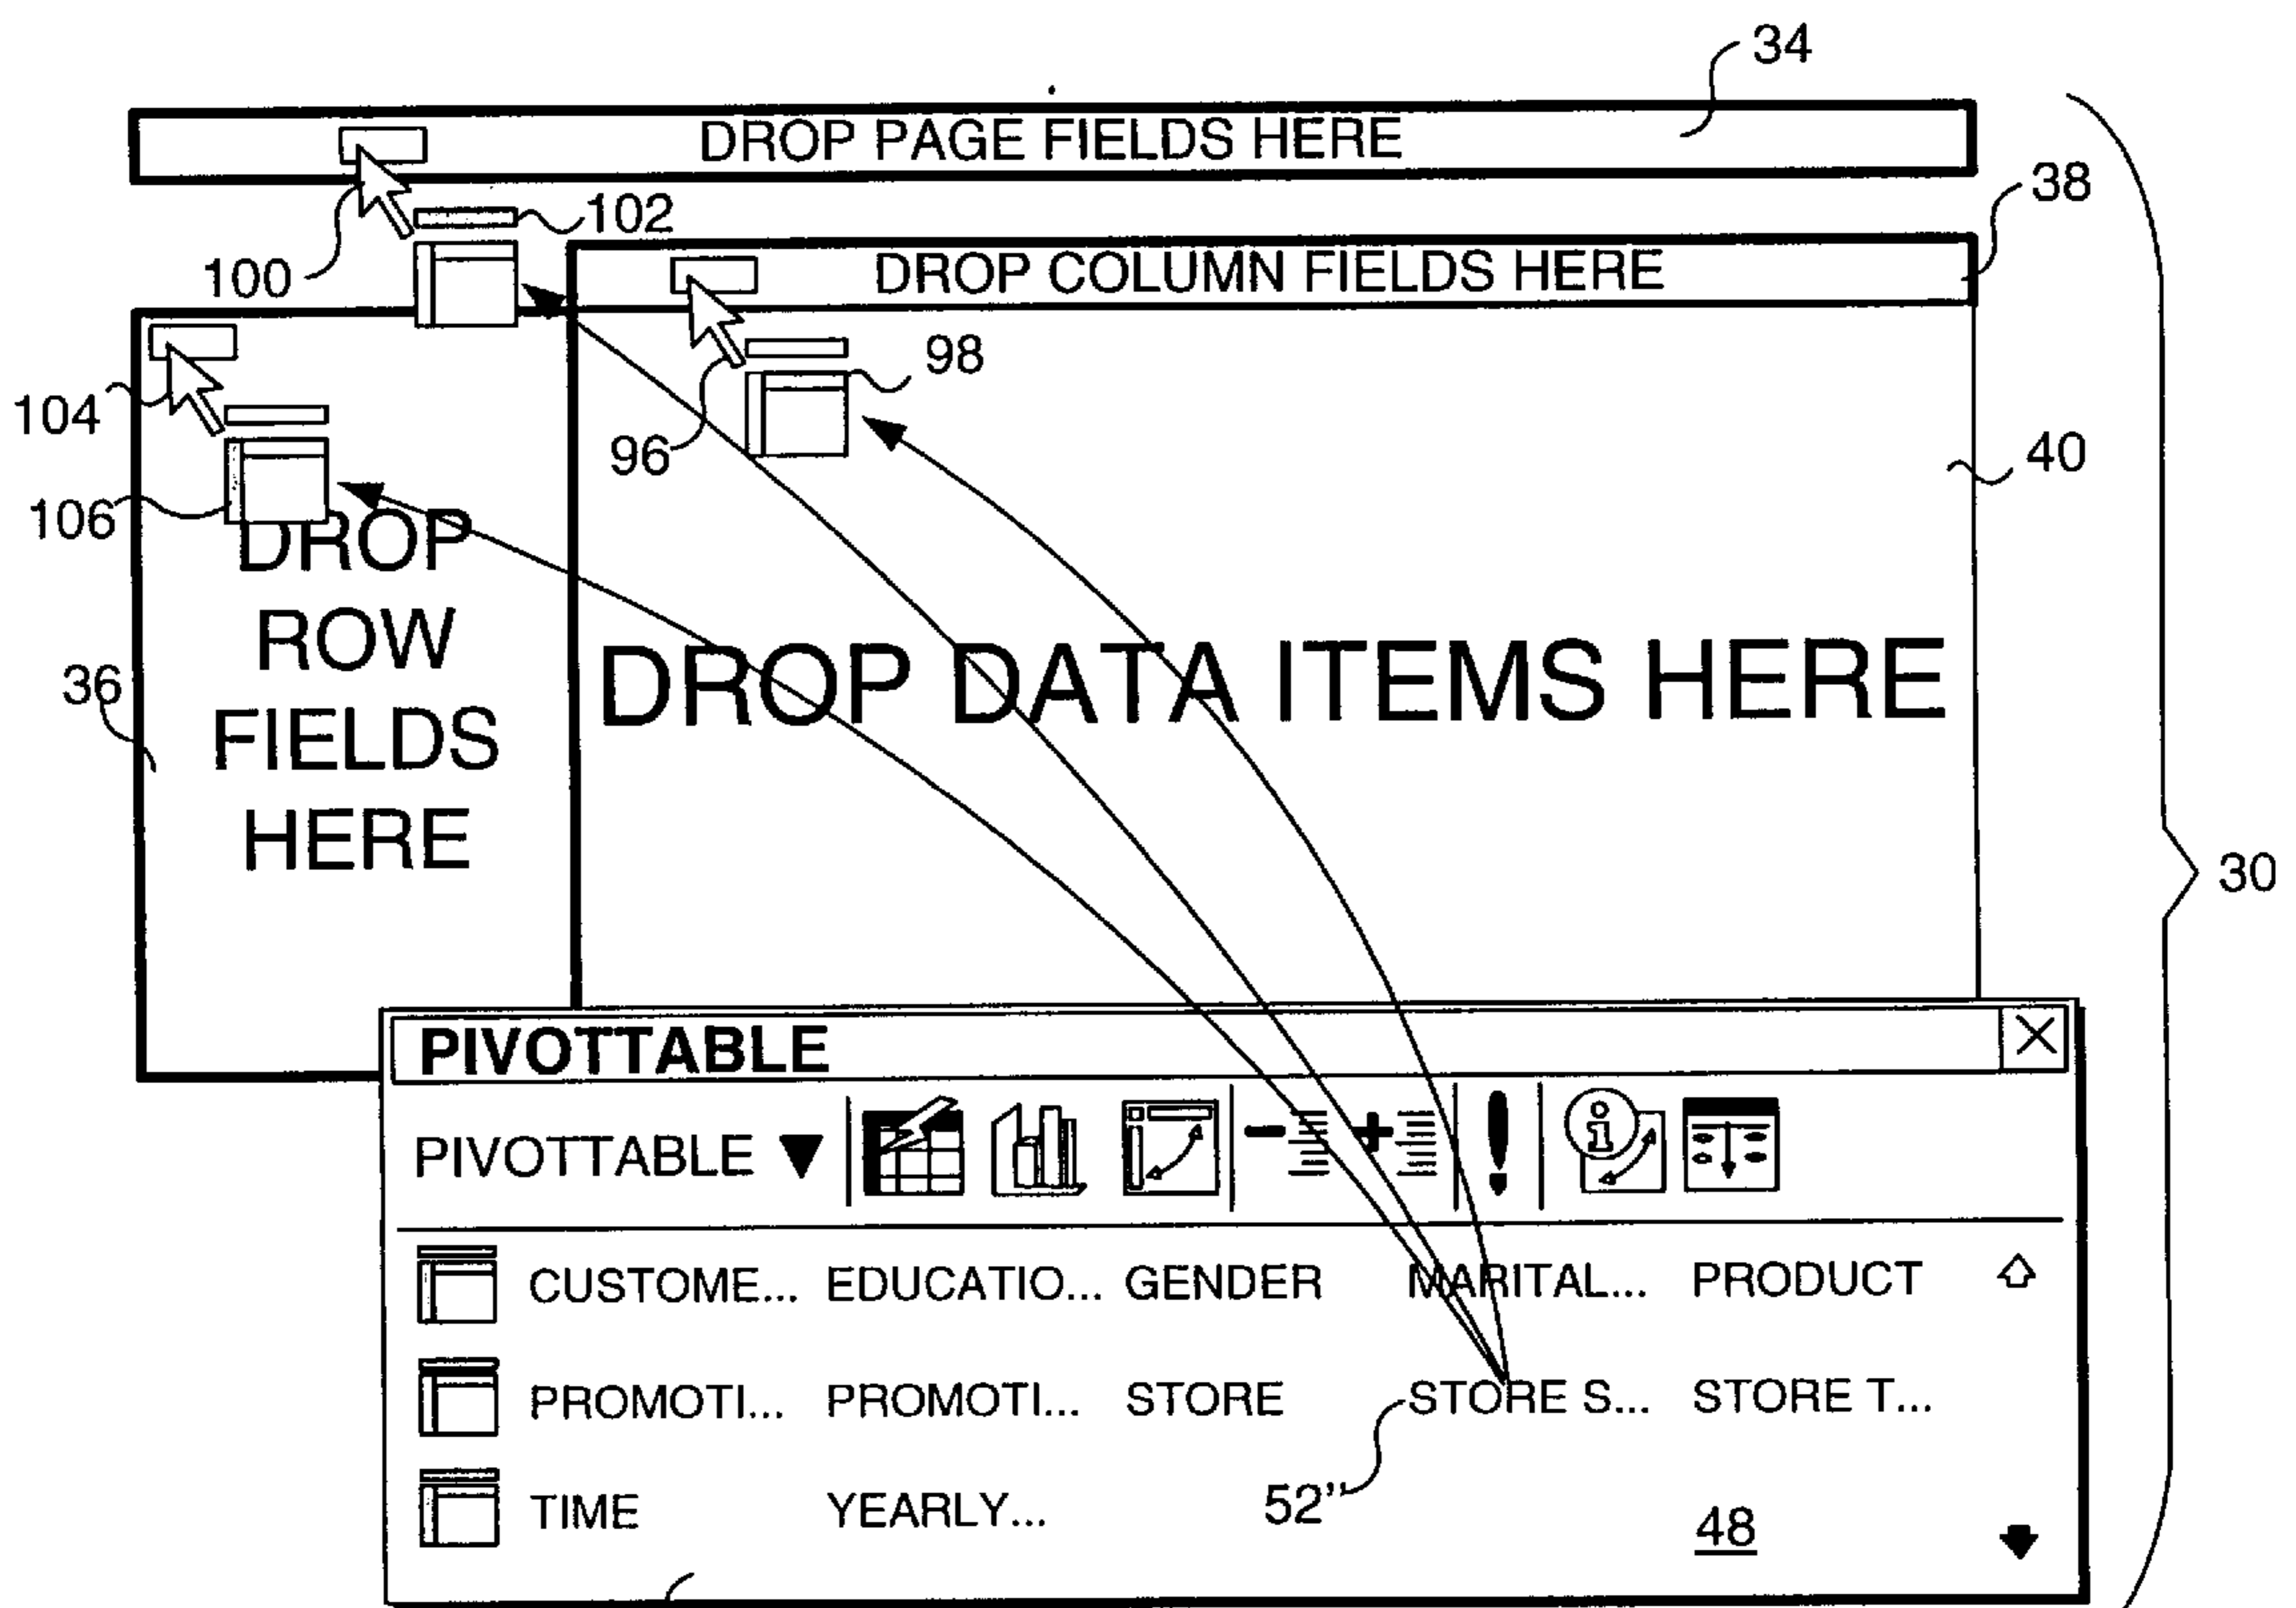 34
DROP PAGE FIELDS HERE
38
102
100
DROP COLUMN FIELDS HERE
98
104
96
40
106
DROP
ROW
FIELDS
HERE
36
DROP DATA ITEMS HERE
30
PIVOTTABLE
PIVOTTABLE
CUSTOME... EDUCATIO... GENDER MARITAL... PRODUCT
PROMOTI... PROMOTI... STORE STORE S... STORE T...
TIME YEARLY...
52''
48